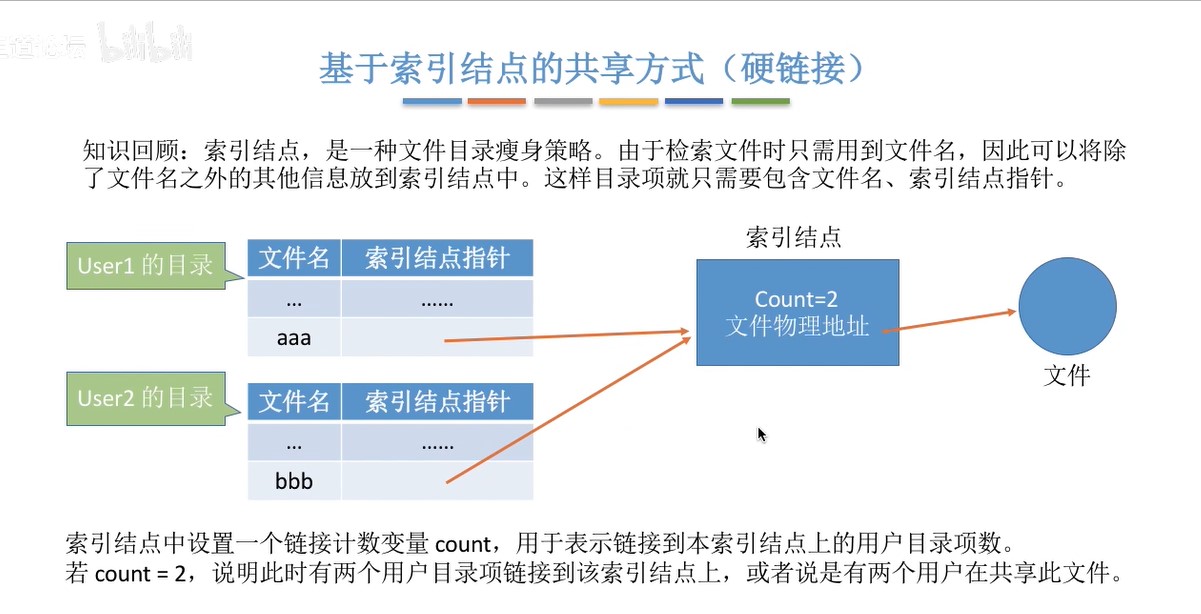 bilibili
基于索引结点的共享方式（硬链接）
知识回顾：索引结点，是一种文件目录瘦身策略。由于检索文件时只需用到文件名，因此可以将除
了文件名之外的其他信息放到索引结点中。这样目录项就只需要包含文件名、索引结点指针。
User1 的目录
文件名 索引结点指针
... ......
aaa
User2 的目录
文件名 索引结点指针
... ......
bbb
索引结点
Count=2
文件物理地址
文件
索引结点中设置一个链接计数变量 count，用于表示链接到本索引结点上的用户目录项数。
若 count = 2，说明此时有两个用户目录项链接到该索引结点上，或者说是有两个用户在共享此文件。